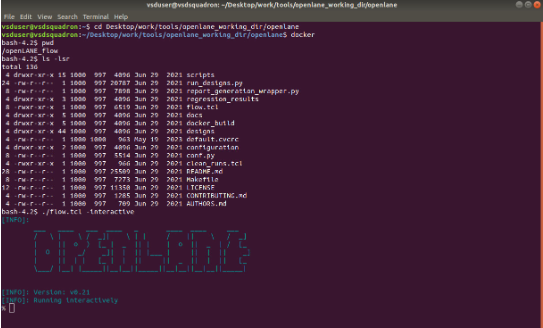 vsduser@vsdsquadron: ~/Desktop/work/tools/openlane_working_dir/openlane
File Edit View Search Terminal Help
vsduser@vsdsquadron:~$ cd Desktop/work/tools/openlane_working_dir/openlane
vsduser@vsdsquadron:~/Desktop/work/tools/openlane_working_dir/openlane$ docker
bash-4.2$ pwd
/openLANE_flow
bash-4.2$ ls -lsr
total 136
4 drwxr-xr-x 15 1000 997 4096 Jun 29 2021 scripts
24 -rw-r--r-- 1 1000 997 20787 Jun 29 2021 run_designs.py
8 -rw-r--r-- 1 1000 997 7898 Jun 29 2021 report_generation_wrapper.py
4 drwxr-xr-x 3 1000 997 4096 Jun 29 2021 regression_results
8 -rwxr-xr-x 1 1000 997 6519 Jun 29 2021 flow.tcl
4 drwxr-xr-x 5 1000 997 4096 Jun 29 2021 docs
4 drwxr-xr-x 5 1000 997 4096 Jun 29 2021 docker_build
4 drwxr-xr-x 44 1000 997 4096 Jun 29 2021 designs
4 -rw-r--r-- 1 1000 1000 963 May 19 2023 default.cvcrc
4 drwxr-xr-x 2 1000 997 4096 Jun 29 2021 configuration
8 -rw-r--r-- 1 1000 997 5514 Jun 29 2021 conf.py
4 -rw-r--r-- 1 1000 997 966 Jun 29 2021 clean_runs.tcl
28 -rw-r--r-- 1 1000 997 25509 Jun 29 2021 README.md
8 -rw-r--r-- 1 1000 997 7273 Jun 29 2021 Makefile
12 -rw-r--r-- 1 1000 997 11350 Jun 29 2021 LICENSE
4 -rw-r--r-- 1 1000 997 1285 Jun 29 2021 CONTRIBUTING.md
4 -rw-r--r-- 1 1000 997 709 Jun 29 2021 AUTHORS.md
bash-4.2$ ./flow.tcl -interactive
[INFO]:
OPENLANE
[INFO]: Version: v0.21
[INFO]: Running interactively
%